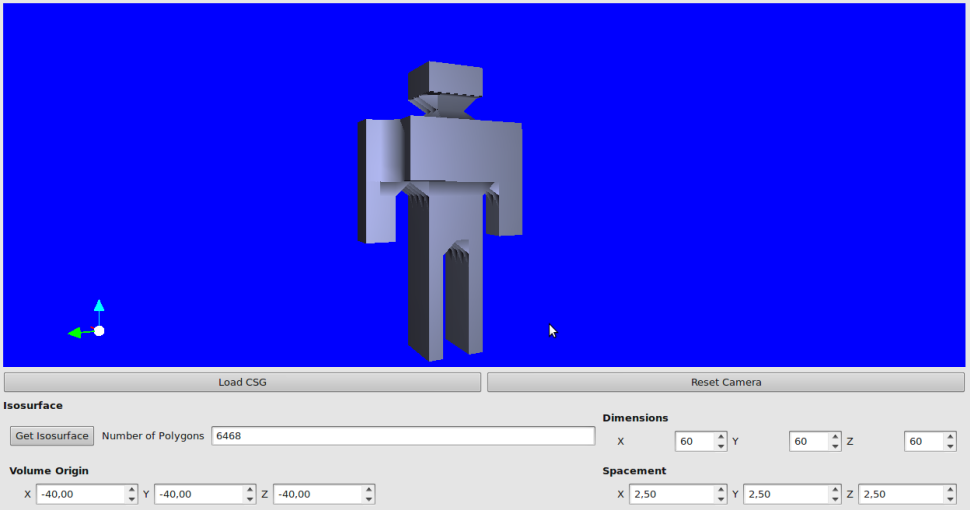 Load CSG Reset Camera
Isosurface
Get Isosurface Number of Polygons 6468
Dimensions
X 60 Y 60 Z 60
Volume Origin
X -40,00 Y -40,00 Z -40,00
Spacement
X 2,50 Y 2,50 Z 2,50